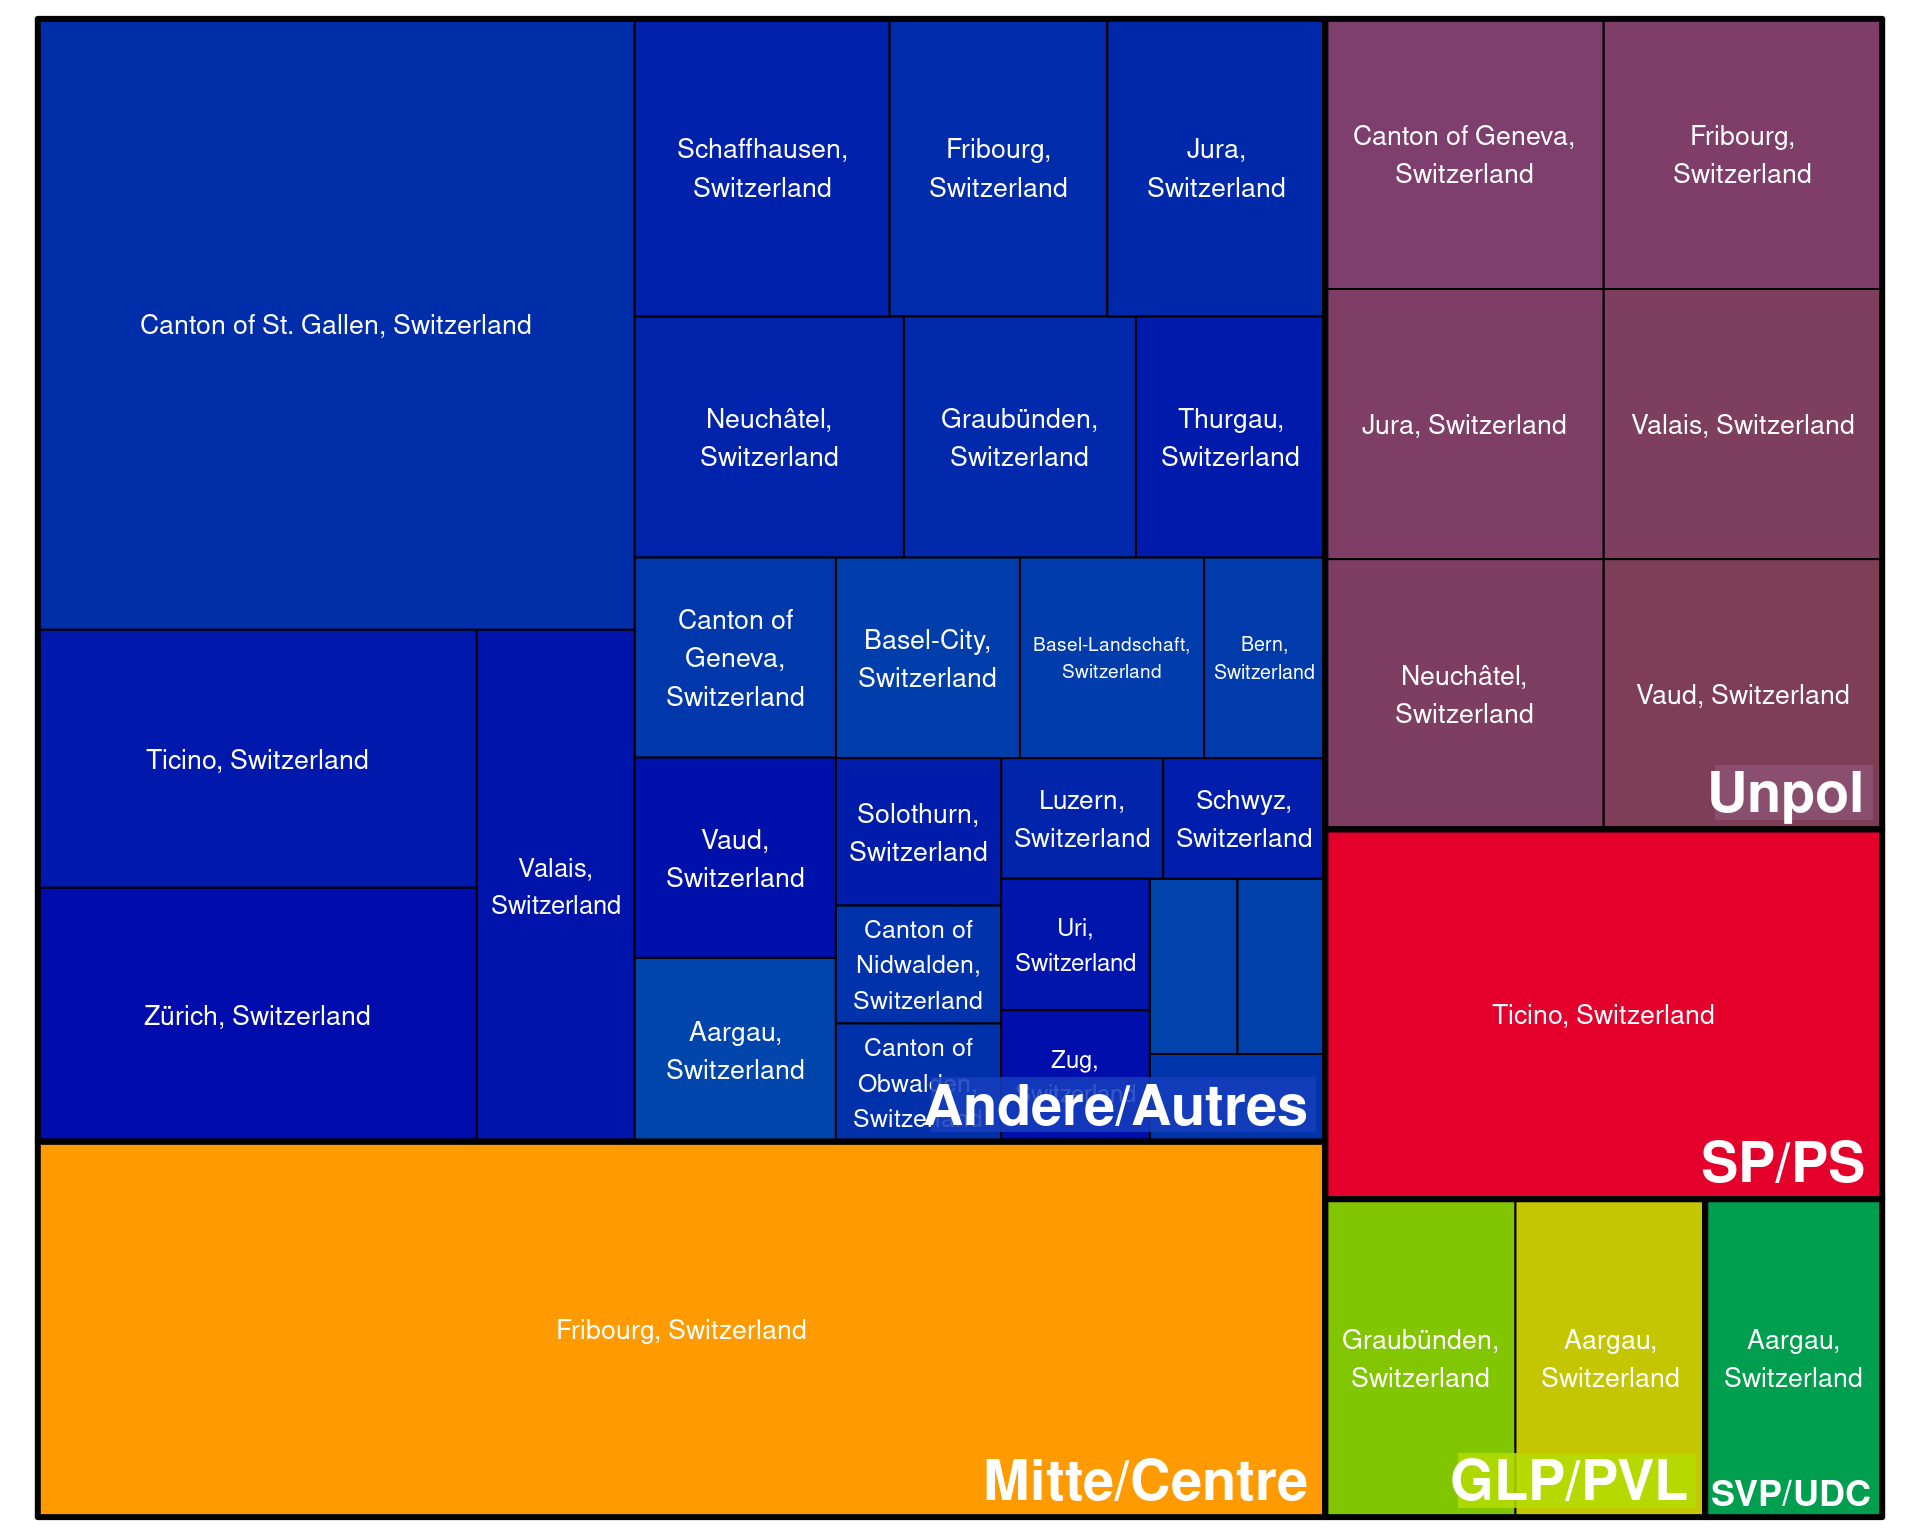 Canton of St. Gallen, Switzerland
Schaffhausen,
Switzerland
Fribourg,
Switzerland
Jura,
Switzerland
Neuchâtel,
Switzerland
Graubünden,
Switzerland
Thurgau,
Switzerland
Ticino, Switzerland
Zürich, Switzerland
Valais,
Switzerland
Canton of
Geneva,
Switzerland
Basel-City,
Switzerland
Basel-Landschaft,
Switzerland
Bern,
Switzerland
Vaud,
Switzerland
Aargau,
Switzerland
Solothurn,
Switzerland
Luzern,
Switzerland
Schwyz,
Switzerland
Canton of
Nidwalden,
Switzerland
Canton of
Obwalden,
Switzerland
Uri,
Switzerland
Zug,
Switzerland
Andere/Autres
Fribourg, Switzerland
Mitte/Centre
Canton of Geneva,
Switzerland
Fribourg,
Switzerland
Jura, Switzerland
Valais, Switzerland
Neuchâtel,
Switzerland
Vaud, Switzerland
Unpol
Ticino, Switzerland
SP/PS
Graubünden,
Switzerland
Aargau,
Switzerland
GLP/PVL
Aargau,
Switzerland
SVP/UDC